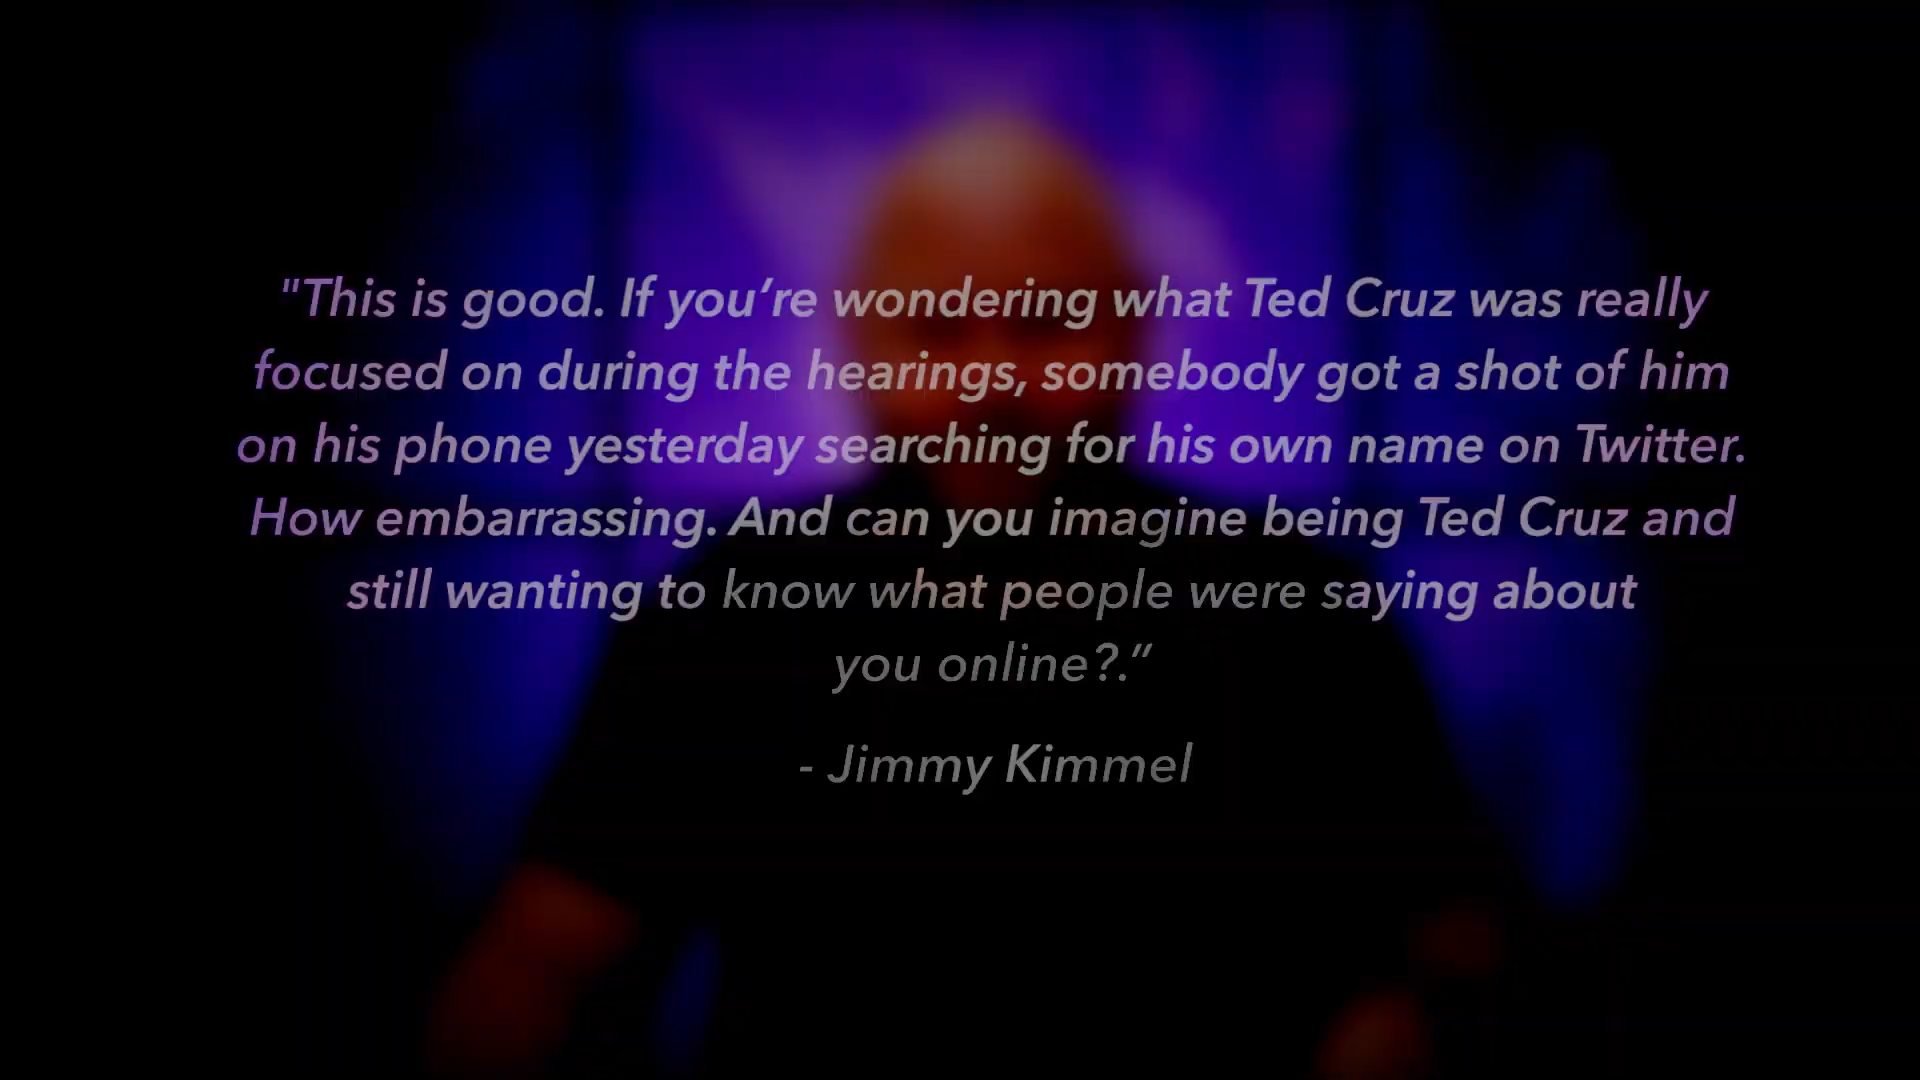 "This is good. If you’re wondering what Ted Cruz was really
focused on during the hearings, somebody got a shot of him
on his phone yesterday searching for his own name on Twitter.
How embarrassing. And can you imagine being Ted Cruz and
still wanting to know what people were saying about
you online?.”
- Jimmy Kimmel